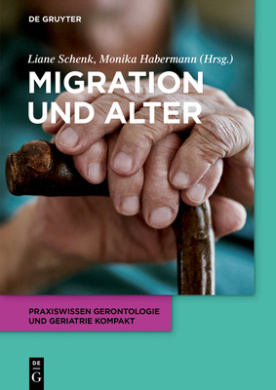 DE GRUYTER
Liane Schenk, Monika Habermann (Hrsg.)
MIGRATION
UND ALTER
PRAXISWISSEN GERONTOLOGIE
UND GERIATRIE KOMPAKT
DE
G